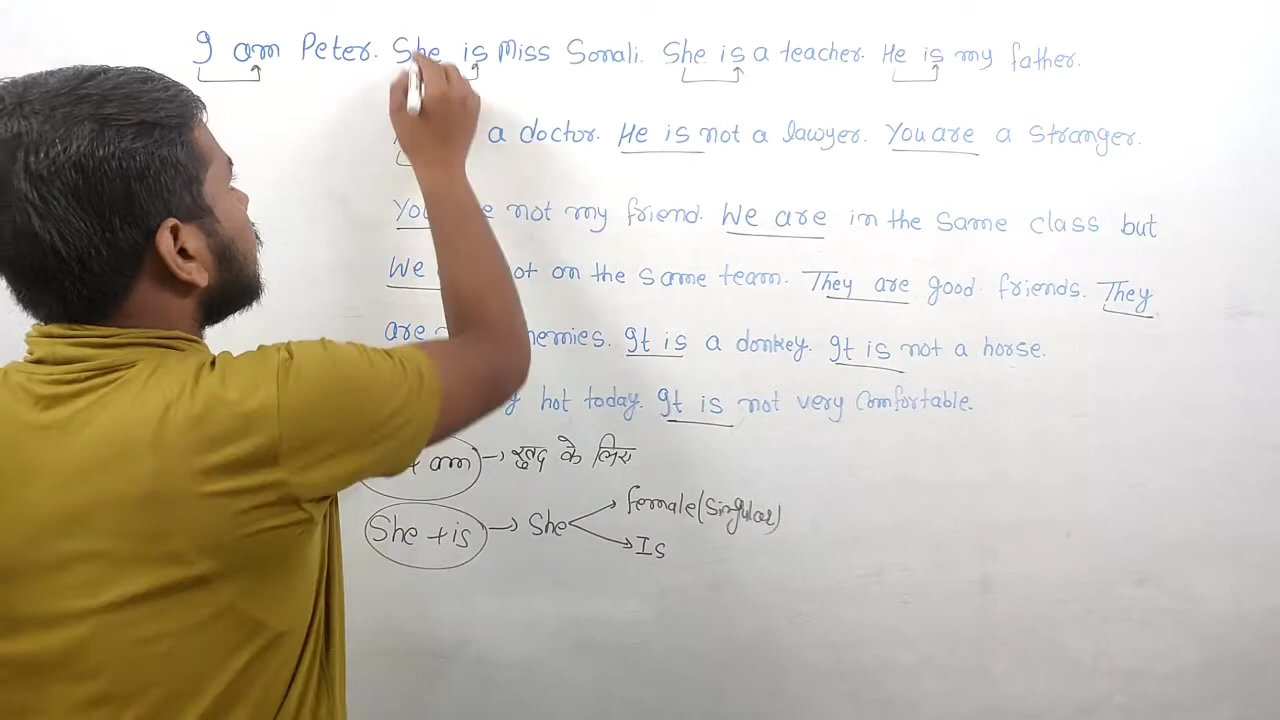 I am Peter. She is Miss Sonali. She is a teacher. He is my father.
a doctor. He is not a lawyer. You are a stranger.
not my friend. We are in the same class but
We not on the same team. They are good friends. They
are It is a donkey. It is not a horse.
hot today. It is not very comfortable.
+ am → खुद के लिए
She + is → She female (Singular)
Is